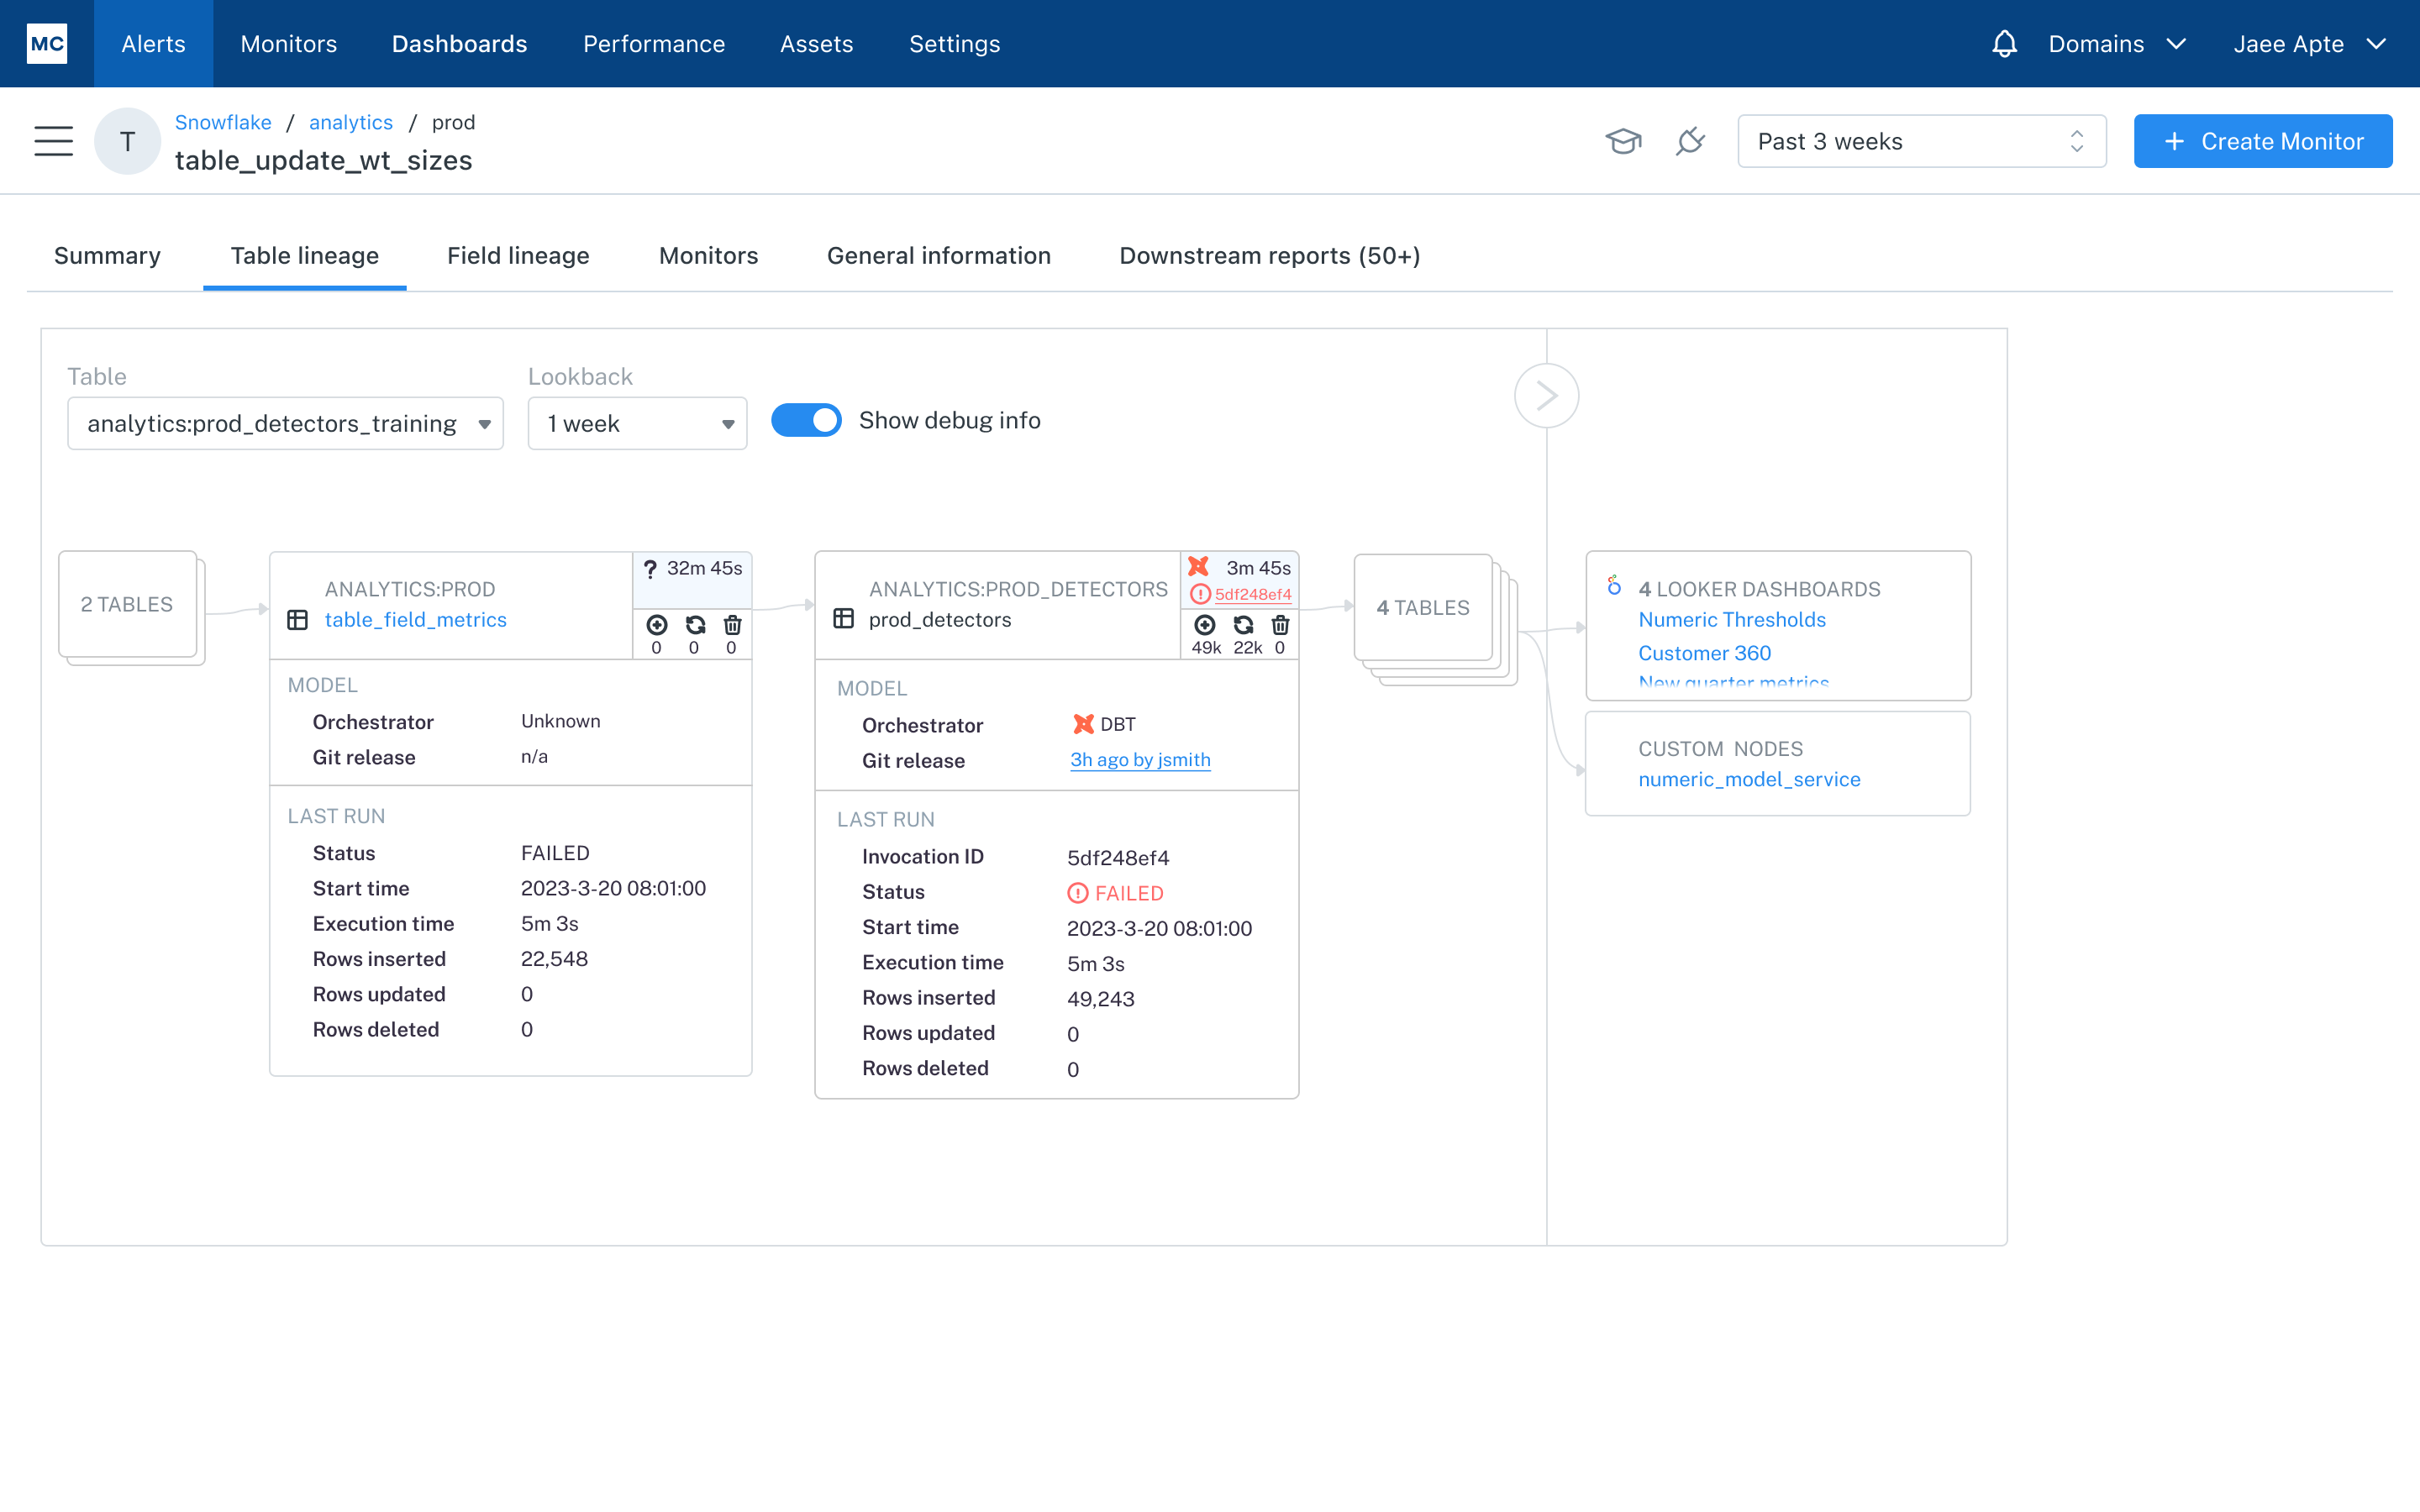 MC Alerts Monitors Dashboards Performance Assets Settings Domains Jaee Apte
T
Snowflake / analytics / prod
table_update_wt_sizes
Past 3 weeks
+ Create Monitor
Summary Table lineage Field lineage Monitors General information Downstream reports (50+)
Table
analytics:prod_detectors_training
Lookback
1 week
Show debug info
2 TABLES
ANALYTICS:PROD
table_field_metrics
? 32m 45s
0 0 0
MODEL
Orchestrator Unknown
Git release n/a
LAST RUN
Status FAILED
Start time 2023-3-20 08:01:00
Execution time 5m 3s
Rows inserted 22,548
Rows updated 0
Rows deleted 0
ANALYTICS:PROD_DETECTORS
prod_detectors
3m 45s
5df248ef4
49k 22k 0
MODEL
Orchestrator DBT
Git release 3h ago by jsmith
LAST RUN
Invocation ID 5df248ef4
Status FAILED
Start time 2023-3-20 08:01:00
Execution time 5m 3s
Rows inserted 49,243
Rows updated 0
Rows deleted 0
4 TABLES
4 LOOKER DASHBOARDS
Numeric Thresholds
Customer 360
New quarter metrics
CUSTOM NODES
numeric_model_service